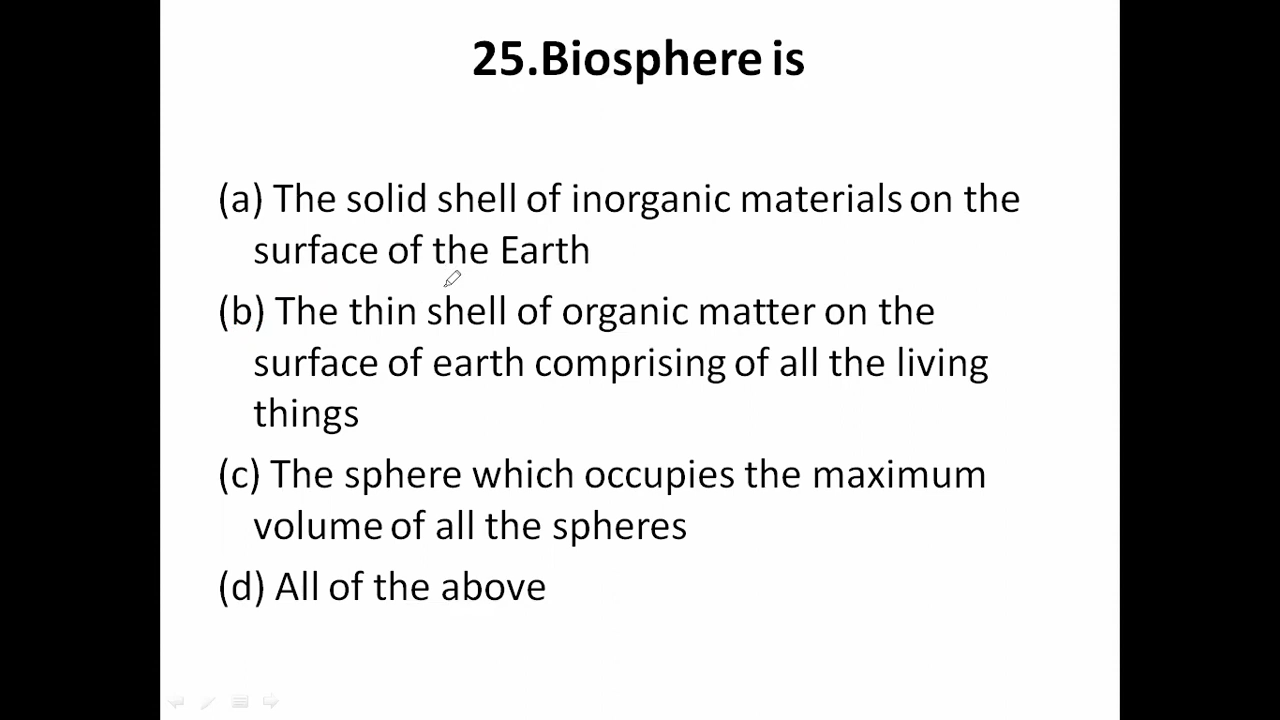 25.Biosphere is
(a) The solid shell of inorganic materials on the
surface of the Earth
(b) The thin shell of organic matter on the
surface of earth comprising of all the living
things
(c) The sphere which occupies the maximum
volume of all the spheres
(d) All of the above